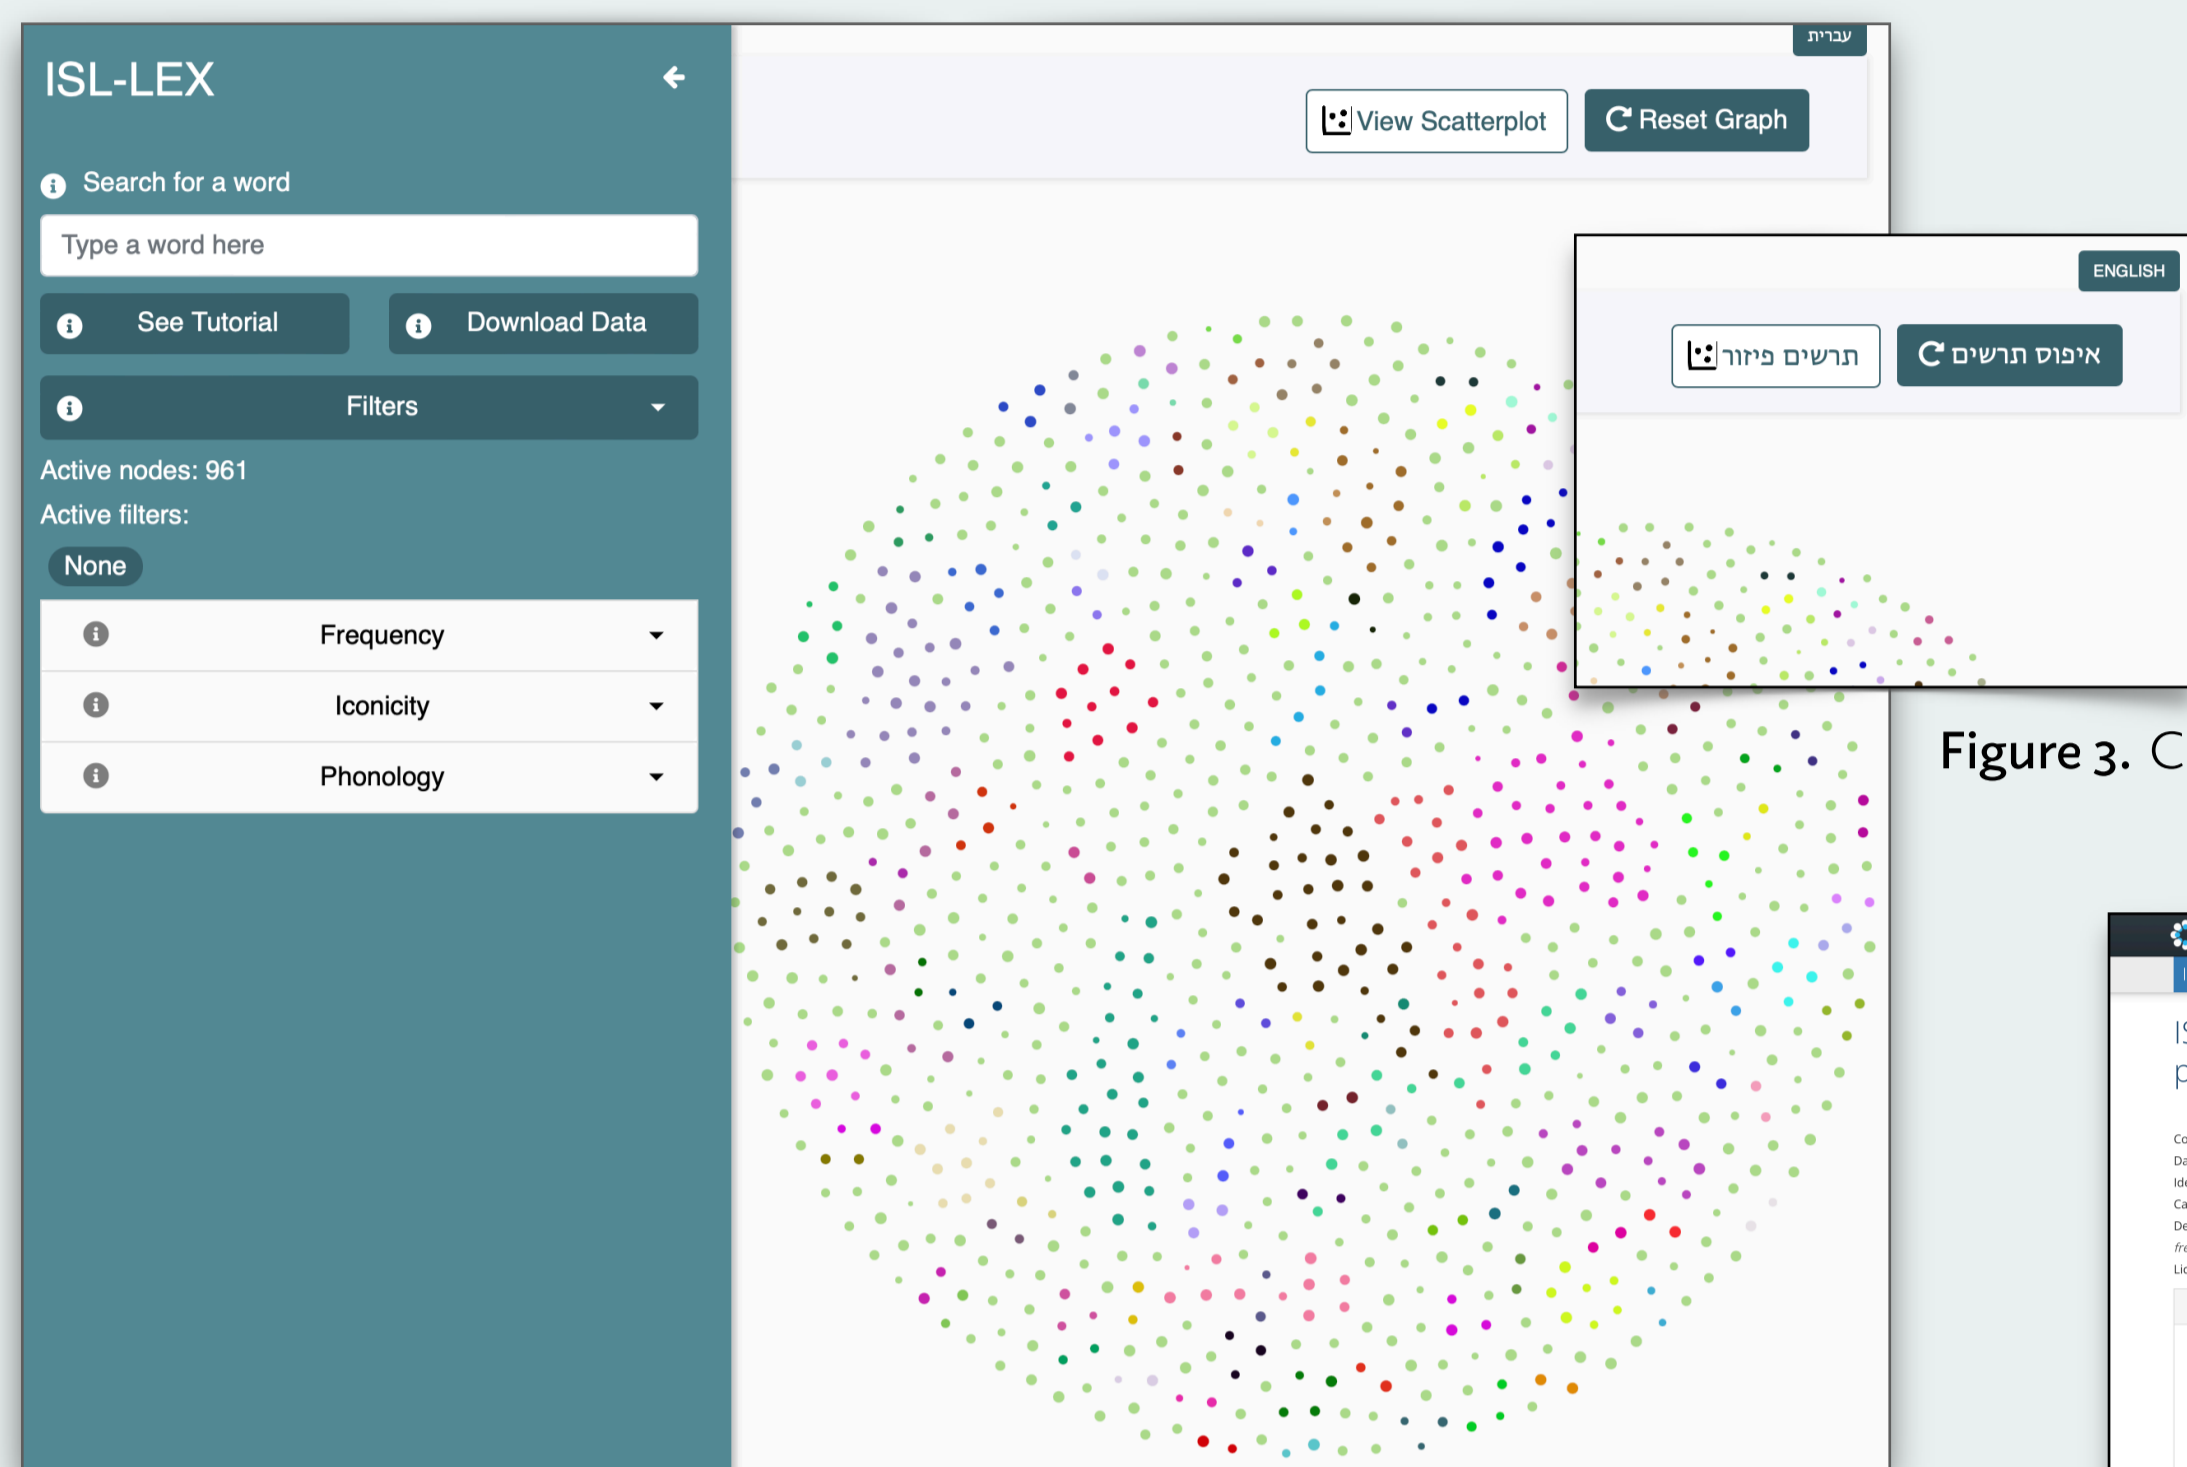 ISL-LEX
Search for a word
Type a word here
See Tutorial
Download Data
Filters
Active nodes: 961
Active filters:
None
Frequency
Iconicity
Phonology
עברית
View Scatterplot
Reset Graph
ENGLISH
תרשים פיזור
איפוס תרשים
Figure 3. C